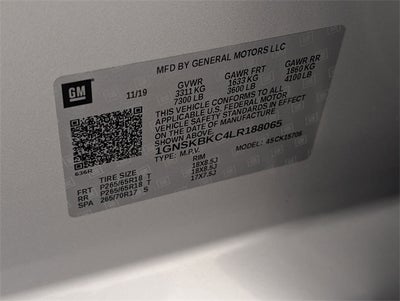 GM
MFD BY GENERAL MOTORS LLC
11/19 GVWR GAWR FRT GAWR RR
3311 KG 1633 KG 1860 KG
7300 LB 3600 LB 4100 LB
THIS VEHICLE CONFORMS TO ALL APPLICABLE
U.S. FEDERAL MOTOR VEHICLE SAFETY STANDARDS IN EFFECT ON THE DATE OF MANUFACTURE
1GNSKBKC4LR188065
TYPE: M.P.V. MODEL: 4SCK15706
636R
TIRE SIZE RIM
FRT P265/65R18 T 18X8.5J
RR P265/65R18 T 18X8.5J
SPA 265/70R17 S 17X7.5J